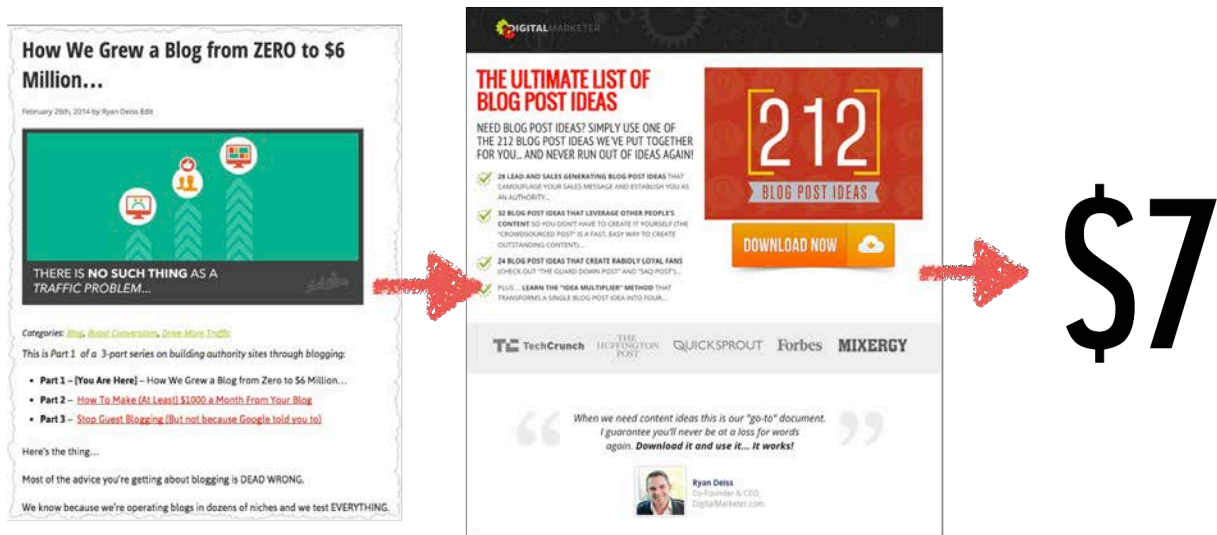 How We Grew a Blog from ZERO to $6
Million...
February 26th, 2014 by Ryan Deiss Edit
THERE IS NO SUCH THING AS A
TRAFFIC PROBLEM...
Categories: Blog, Boost Conversions, Drive More Traffic
This is Part 1 of a 3-part series on building authority sites through blogging:
• Part 1 – [You Are Here] – How We Grew a Blog from Zero to $6 Million...
• Part 2 – How To Make (At Least) $1000 a Month From Your Blog
• Part 3 – Stop Guest Blogging (But not because Google told you to)
Here's the thing...
Most of the advice you're getting about blogging is DEAD WRONG.
We know because we're operating blogs in dozens of niches and we test EVERYTHING.
DIGITALMARKETER
THE ULTIMATE LIST OF
BLOG POST IDEAS
NEED BLOG POST IDEAS? SIMPLY USE ONE OF
THE 212 BLOG POST IDEAS WE'VE PUT TOGETHER
FOR YOU... AND NEVER RUN OUT OF IDEAS AGAIN!
28 LEAD AND SALES GENERATING BLOG POST IDEAS THAT
CAMOUFLAGE YOUR SALES MESSAGE AND ESTABLISH YOU AS
AN AUTHORITY...
32 BLOG POST IDEAS THAT LEVERAGE OTHER PEOPLE'S
CONTENT SO YOU DON'T HAVE TO CREATE IT YOURSELF (THE
"CROWDSOURCED POST" IS A FAST, EASY WAY TO CREATE
OUTSTANDING CONTENT)...
24 BLOG POST IDEAS THAT CREATE RABIDLY LOYAL FANS
(CHECK OUT "THE GUARD DOWN POST" AND "SAQ POST")...
PLUS... LEARN THE "IDEA MULTIPLIER" METHOD THAT
TRANSFORMS A SINGLE BLOG POST IDEA INTO FOUR...
212
BLOG POST IDEAS
DOWNLOAD NOW
TC TechCrunch
THE
HUFFINGTON
POST
QUICKSPROUT
Forbes
MIXERGY
When we need content ideas this is our "go-to" document.
I guarantee you'll never be at a loss for words
again. Download it and use it... It works!
Ryan Deiss
Co-Founder & CEO,
DigitalMarketer.com
$7